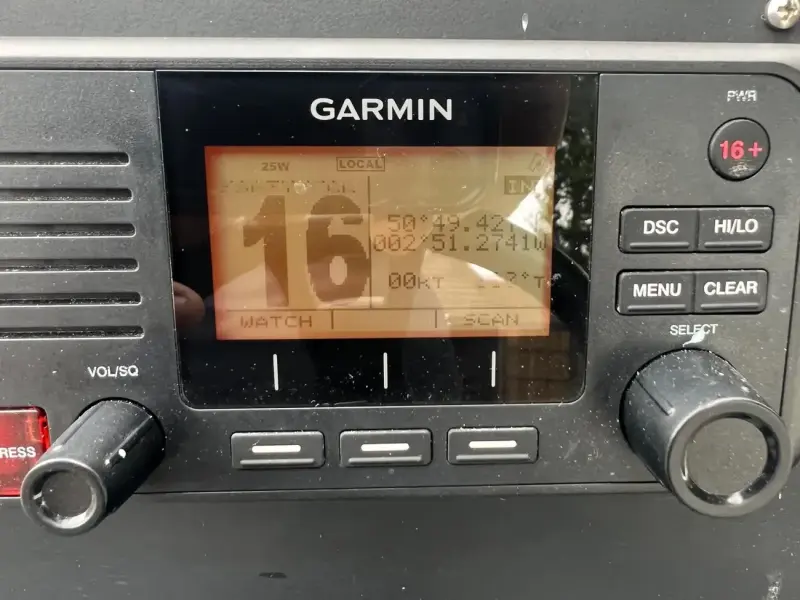 GARMIN
PWR
16+
25W LOCAL
16
50°49.42
002°51.2741W
00KT
WATCH SCAN
DSC HI/LO
MENU CLEAR
SELECT
VOL/SQ
RESS